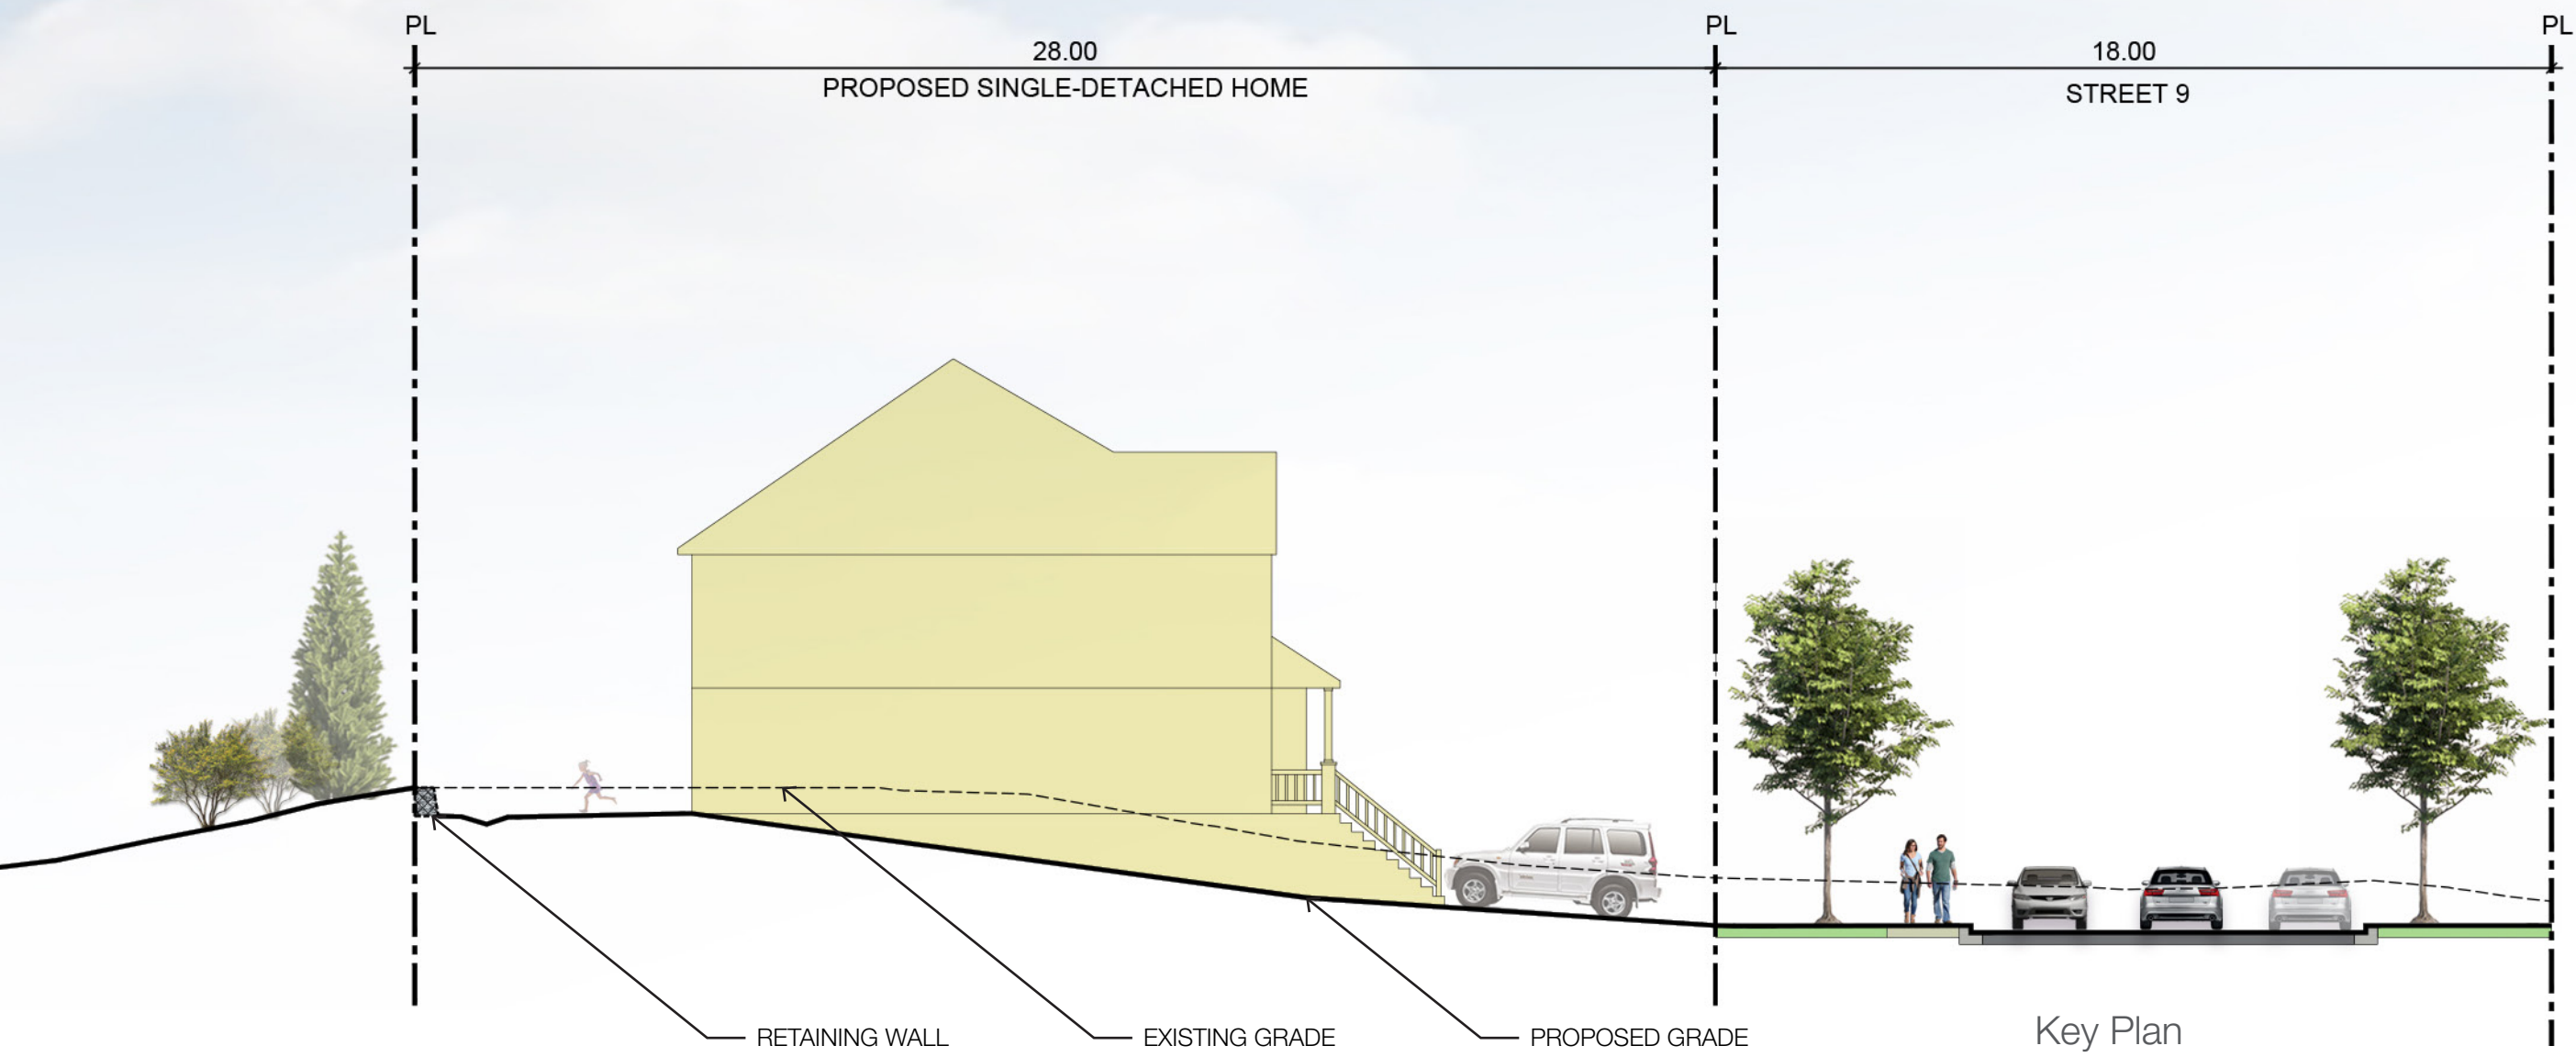 PL
PL
PL
28.00
18.00
PROPOSED SINGLE-DETACHED HOME
STREET 9
RETAINING WALL
EXISTING GRADE
PROPOSED GRADE
Key Plan